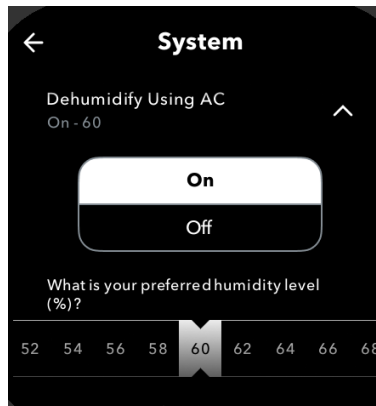 System
Dehumidify Using AC
On - 60
On
Off
What is your preferred humidity level
(%)?
52 54 56 58 60 62 64 66 68